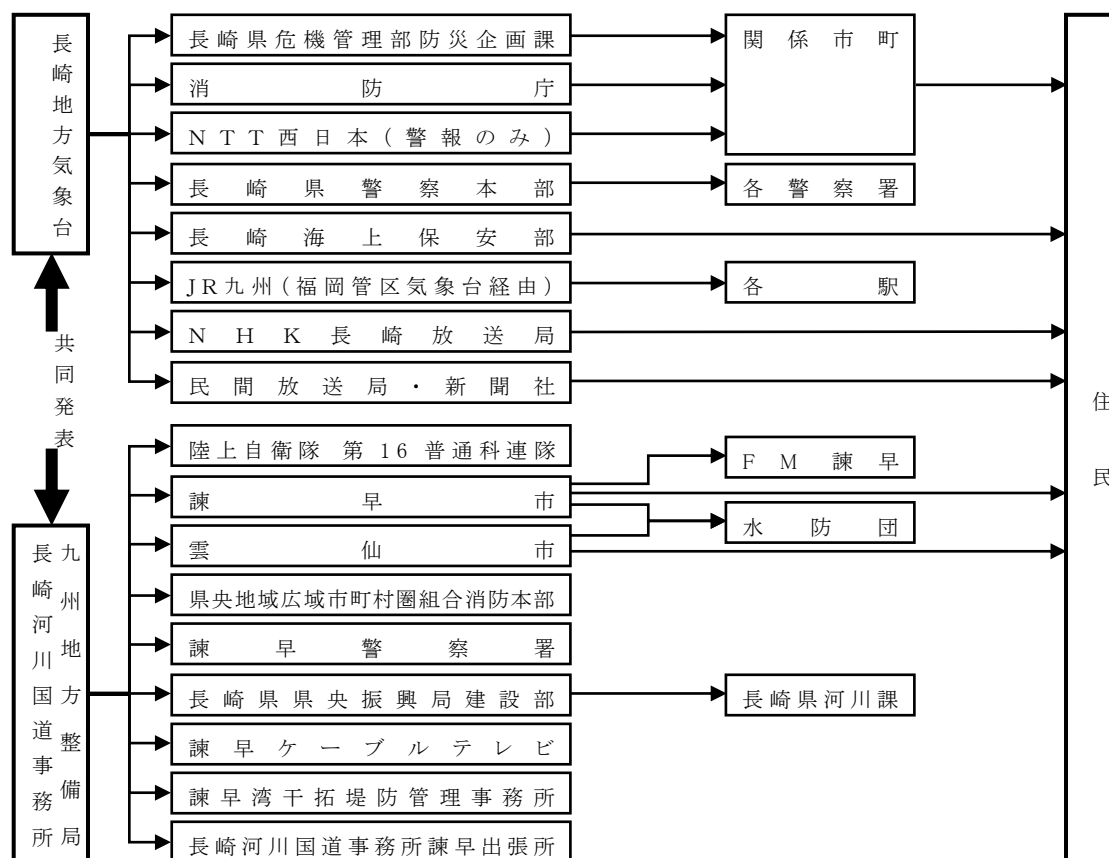 長崎地方気象台
共同発表
九州地方整備局
長崎河川国道事務所
長崎県危機管理部防災企画課
消防庁
NTT西日本(警報のみ)
長崎県警察本部
長崎海上保安部
JR九州(福岡管区気象台経由)
NHK長崎放送局
民間放送局・新聞社
陸上自衛隊 第16普通科連隊
諫早市
雲仙市
県央地域広域市町村圏組合消防本部
諫早警察署
長崎県県央振興局建設部
諫早ケーブルテレビ
諫早湾干拓堤防管理事務所
長崎河川国道事務所諫早出張所
関係市町
各警察署
各駅
FM諫早
水防団
長崎県河川課
住民